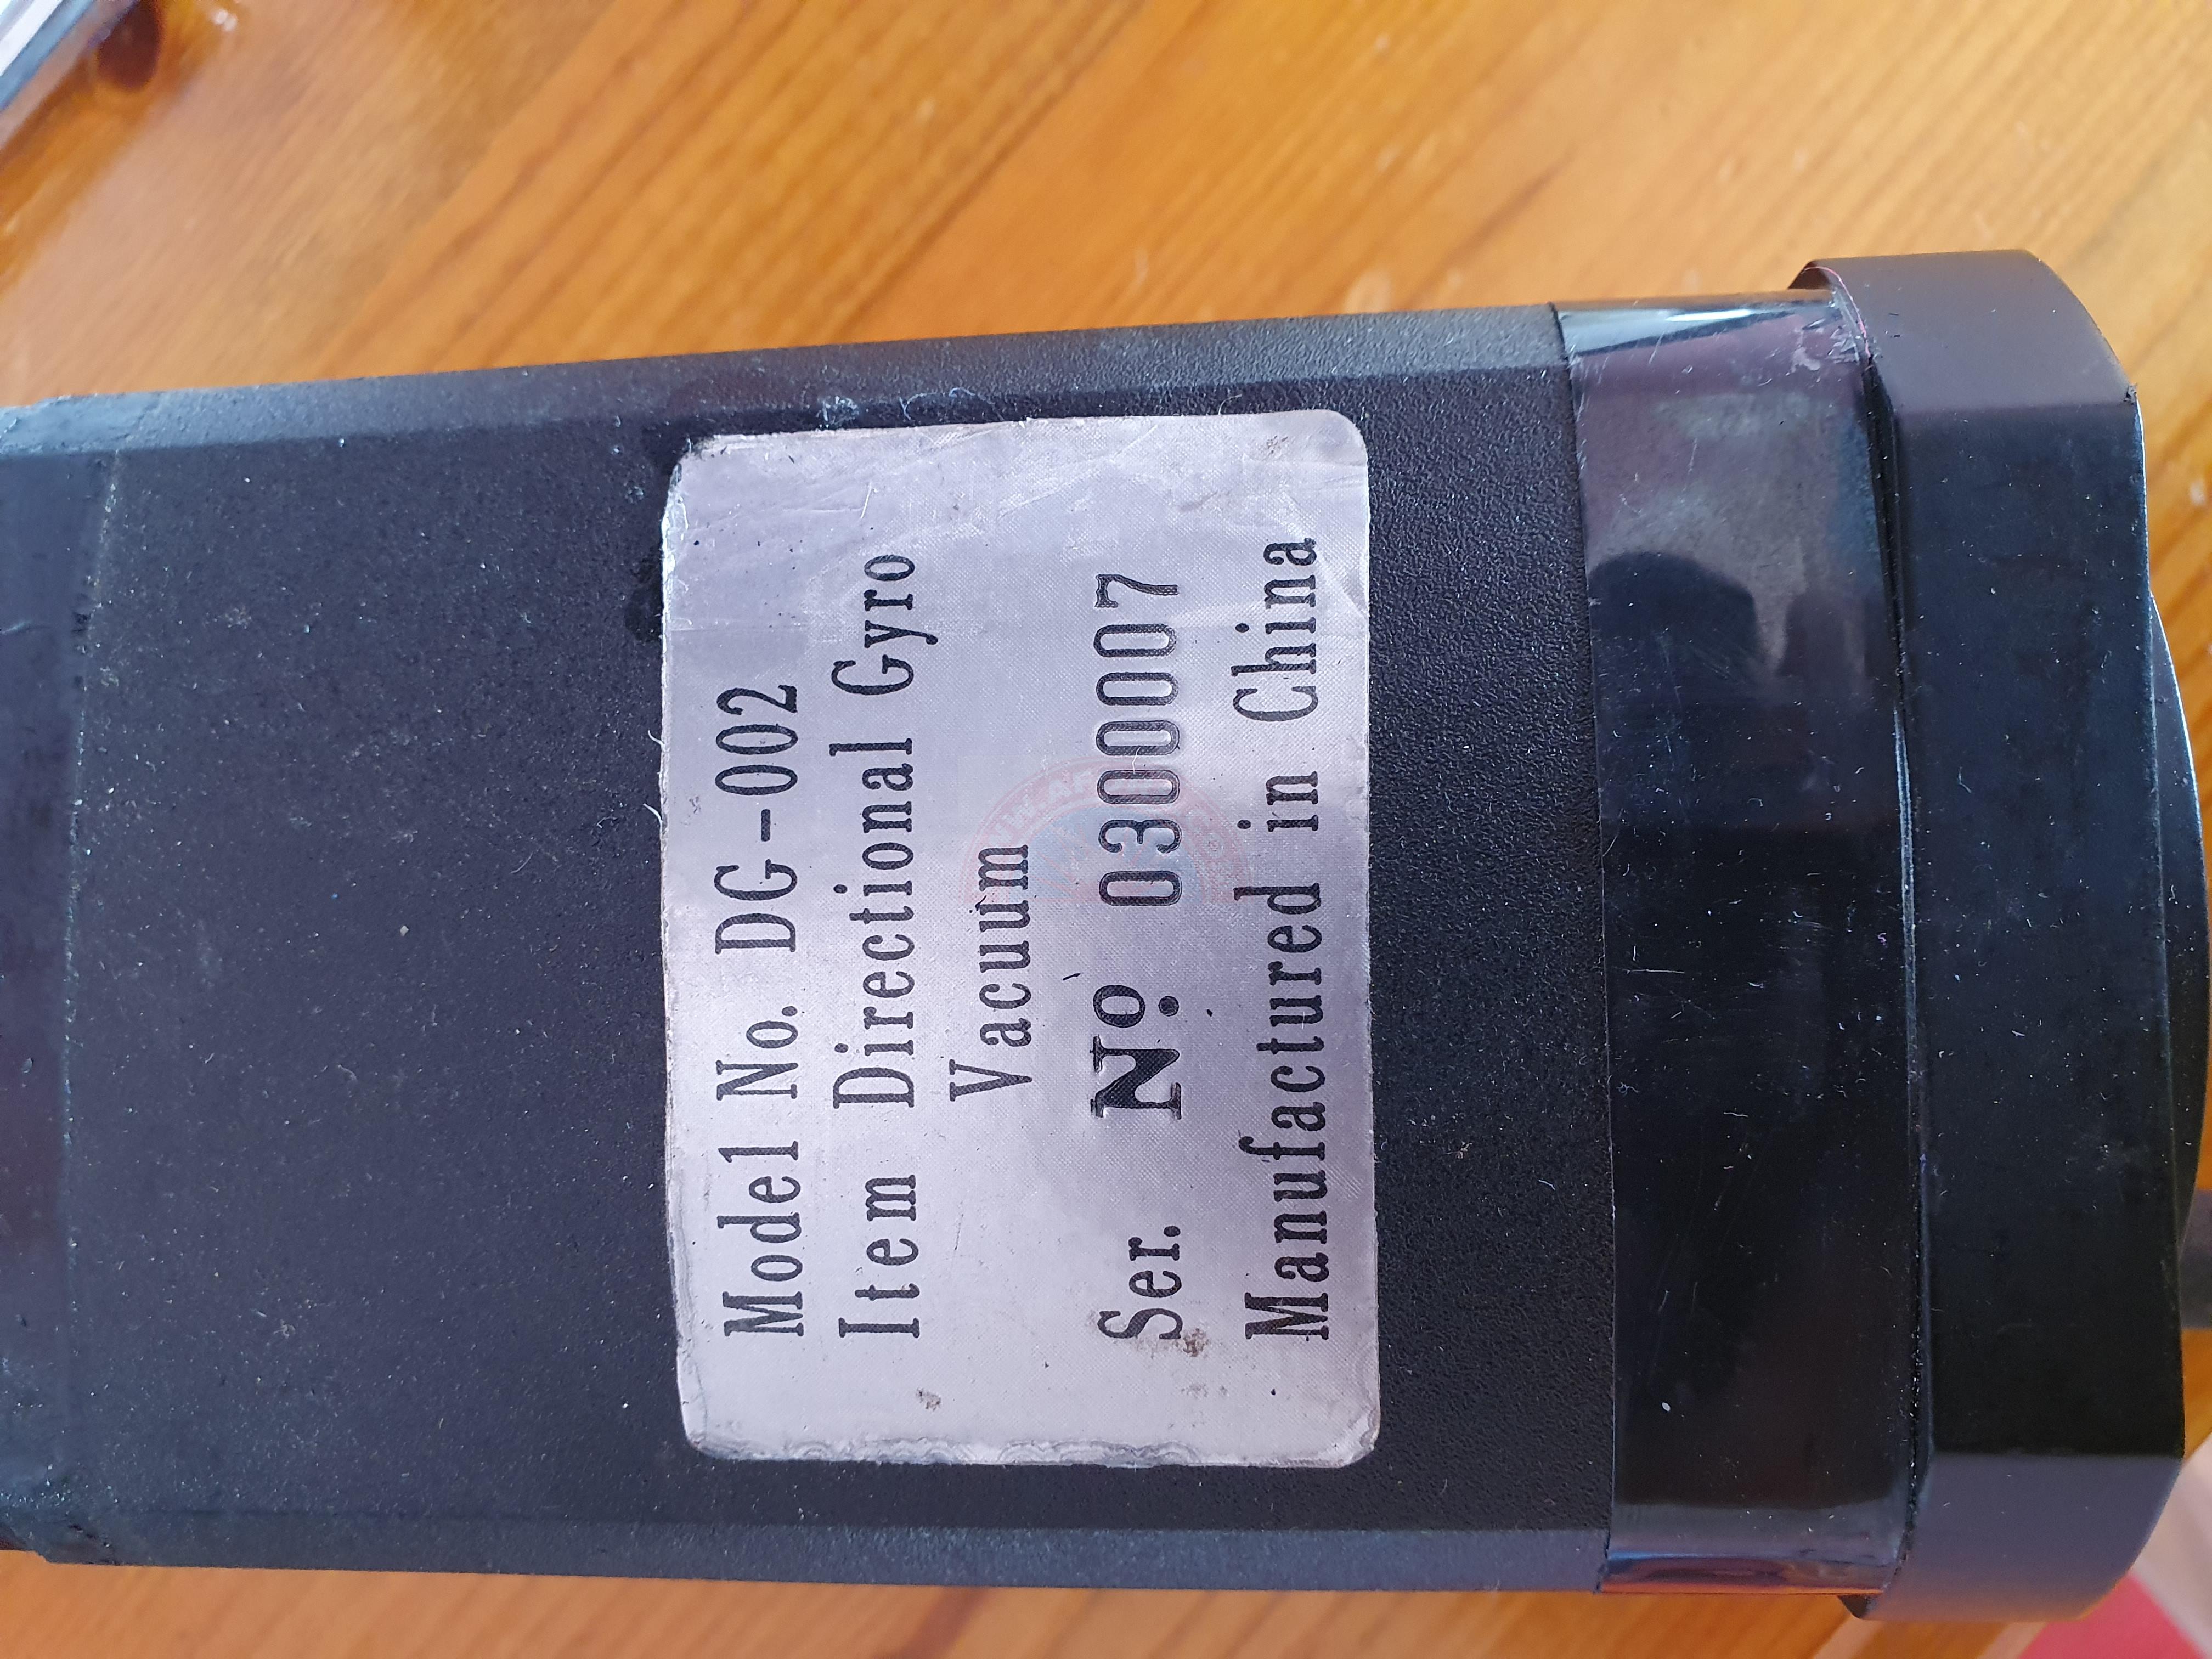 Model No. DG-002
Item Directional Gyro
Vacuum
Ser. Nº 0300007
Manufactured in China